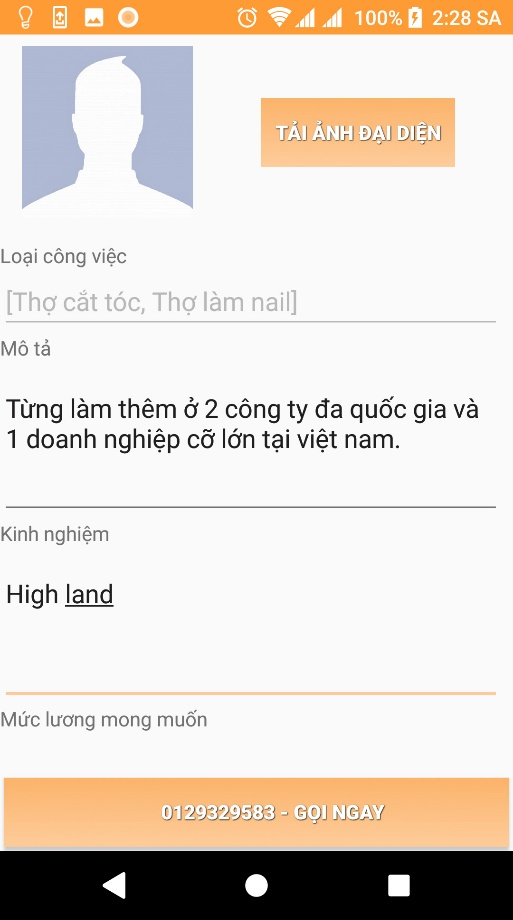 100% 2:28 SA
TẢI ẢNH ĐẠI DIỆN
Loại công việc
[Thợ cắt tóc, Thợ làm nail]
Mô tả
Từng làm thêm ở 2 công ty đa quốc gia và
1 doanh nghiệp cỡ lớn tại việt nam.
Kinh nghiệm
High land
Mức lương mong muốn
0129329583 - GỌI NGAY